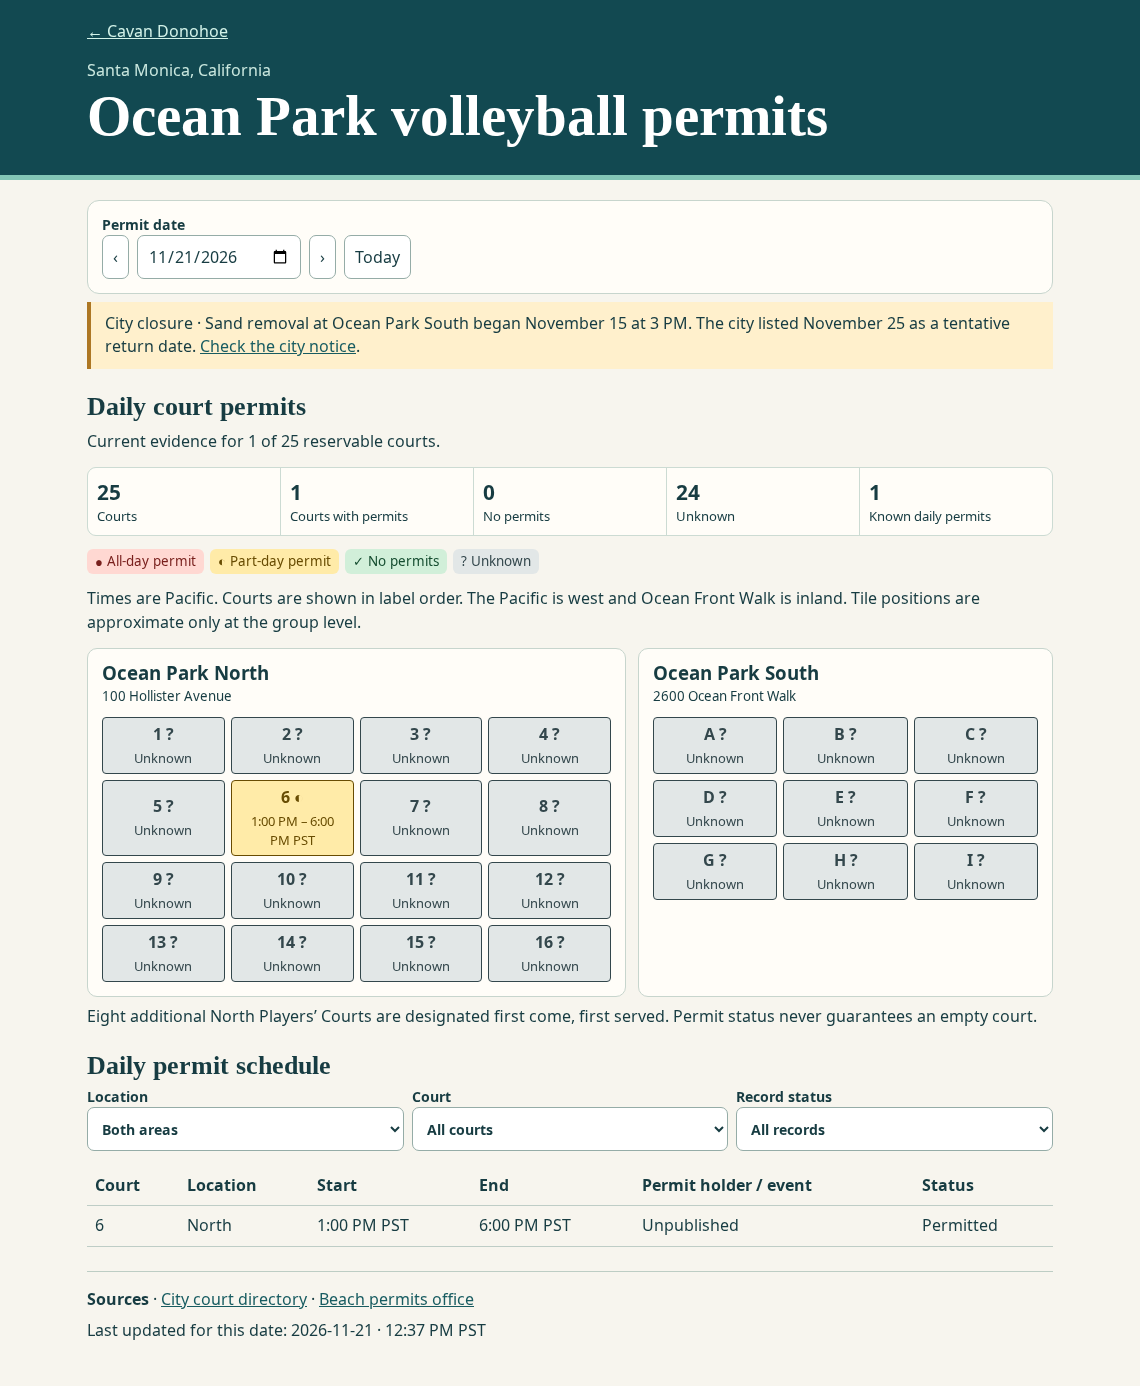 ← Cavan Donohoe
Santa Monica, California
Ocean Park volleyball permits
Permit date
‹ 11/21/2026 › Today
City closure · Sand removal at Ocean Park South began November 15 at 3 PM. The city listed November 25 as a tentative
return date. Check the city notice.
Daily court permits
Current evidence for 1 of 25 reservable courts.
25 1 0 24 1
Courts Courts with permits No permits Unknown Known daily permits
● All-day permit ◖ Part-day permit ✓ No permits ? Unknown
Times are Pacific. Courts are shown in label order. The Pacific is west and Ocean Front Walk is inland. Tile positions are
approximate only at the group level.
Ocean Park North
100 Hollister Avenue
1 ? 2 ? 3 ? 4 ?
Unknown Unknown Unknown Unknown
5 ? 6 ◖ 7 ? 8 ?
Unknown 1:00 PM – 6:00 Unknown Unknown
PM PST
9 ? 10 ? 11 ? 12 ?
Unknown Unknown Unknown Unknown
13 ? 14 ? 15 ? 16 ?
Unknown Unknown Unknown Unknown
Ocean Park South
2600 Ocean Front Walk
A ? B ? C ?
Unknown Unknown Unknown
D ? E ? F ?
Unknown Unknown Unknown
G ? H ? I ?
Unknown Unknown Unknown
Eight additional North Players’ Courts are designated first come, first served. Permit status never guarantees an empty court.
Daily permit schedule
Location Court Record status
Both areas All courts All records
Court Location Start End Permit holder / event Status
6 North 1:00 PM PST 6:00 PM PST Unpublished Permitted
Sources · City court directory · Beach permits office
Last updated for this date: 2026-11-21 · 12:37 PM PST